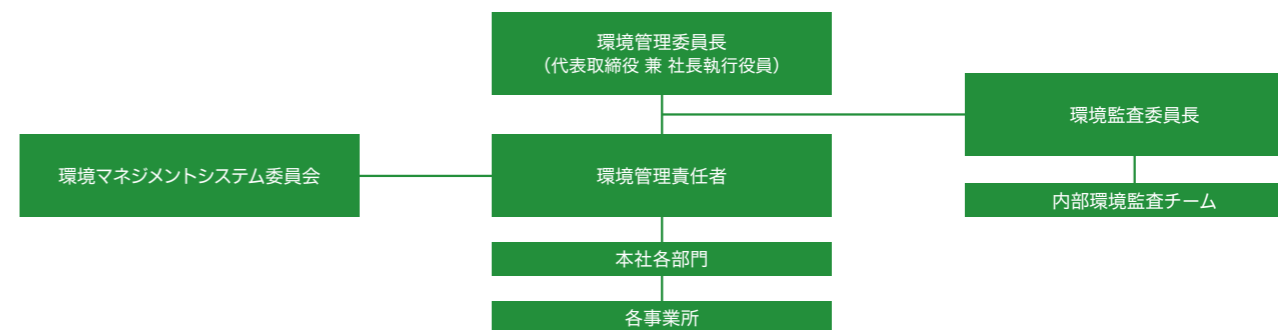 環境管理委員長
（代表取締役 兼 社長執行役員）
環境監査委員長
環境マネジメントシステム委員会
環境管理責任者
内部環境監査チーム
本社各部門
各事業所